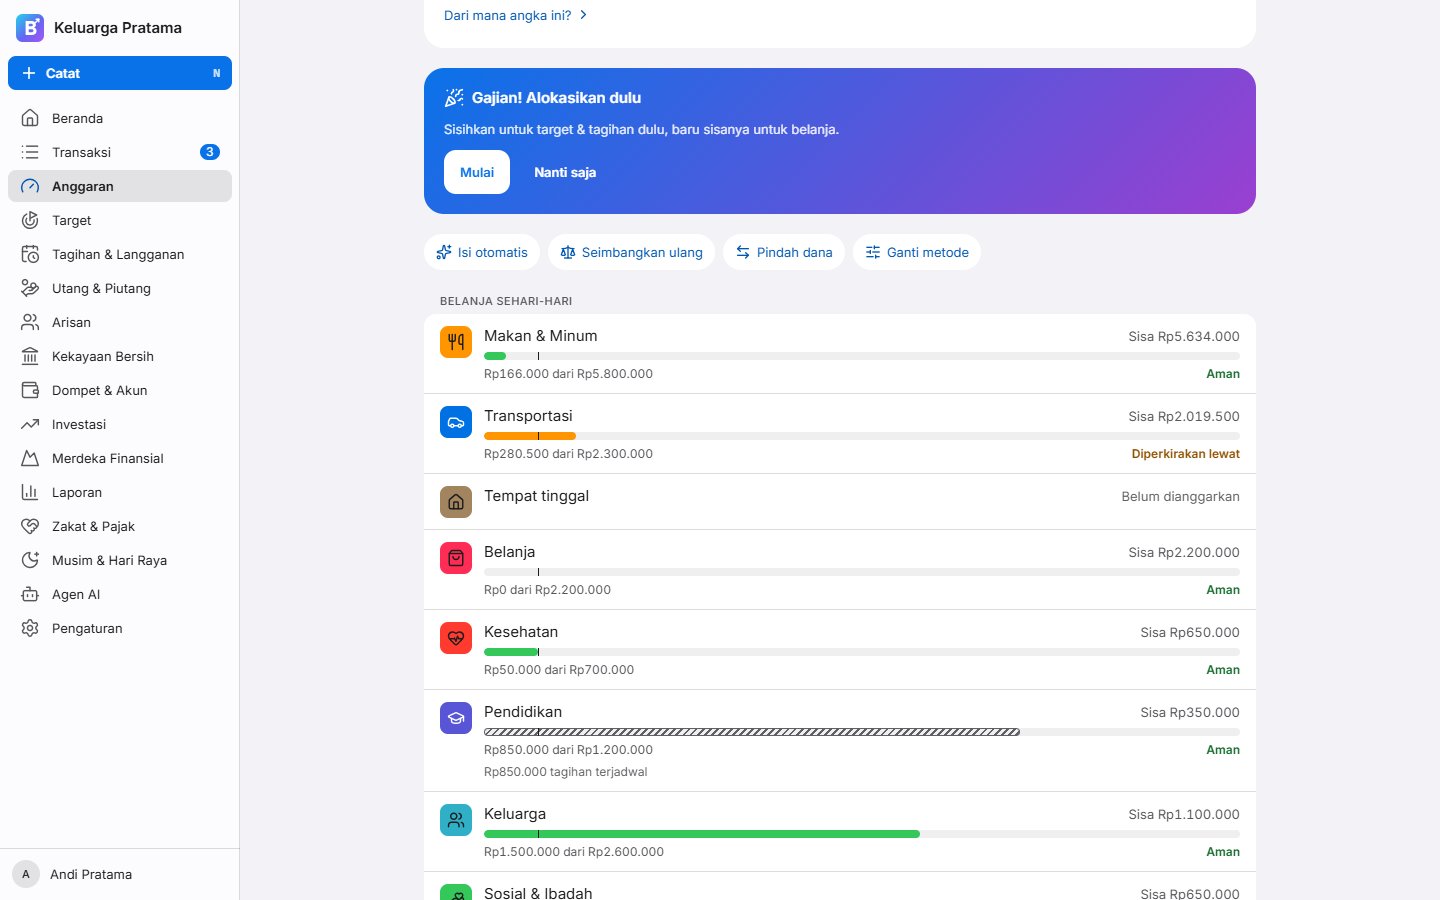 Keluarga Pratama
Catat N
Beranda
Transaksi 3
Anggaran
Target
Tagihan & Langganan
Utang & Piutang
Arisan
Kekayaan Bersih
Dompet & Akun
Investasi
Merdeka Finansial
Laporan
Zakat & Pajak
Musim & Hari Raya
Agen AI
Pengaturan
A Andi Pratama
Dari mana angka ini?
Gajian! Alokasikan dulu
Sisihkan untuk target & tagihan dulu, baru sisanya untuk belanja.
Mulai Nanti saja
Isi otomatis Seimbangkan ulang Pindah dana Ganti metode
BELANJA SEHARI-HARI
Makan & Minum Sisa Rp5.634.000
Rp166.000 dari Rp5.800.000 Aman
Transportasi Sisa Rp2.019.500
Rp280.500 dari Rp2.300.000 Diperkirakan lewat
Tempat tinggal Belum dianggarkan
Belanja Sisa Rp2.200.000
Rp0 dari Rp2.200.000 Aman
Kesehatan Sisa Rp650.000
Rp50.000 dari Rp700.000 Aman
Pendidikan Sisa Rp350.000
Rp850.000 dari Rp1.200.000 Aman
Rp850.000 tagihan terjadwal
Keluarga Sisa Rp1.100.000
Rp1.500.000 dari Rp2.600.000 Aman
Sosial & Ibadah Sisa Rp650.000